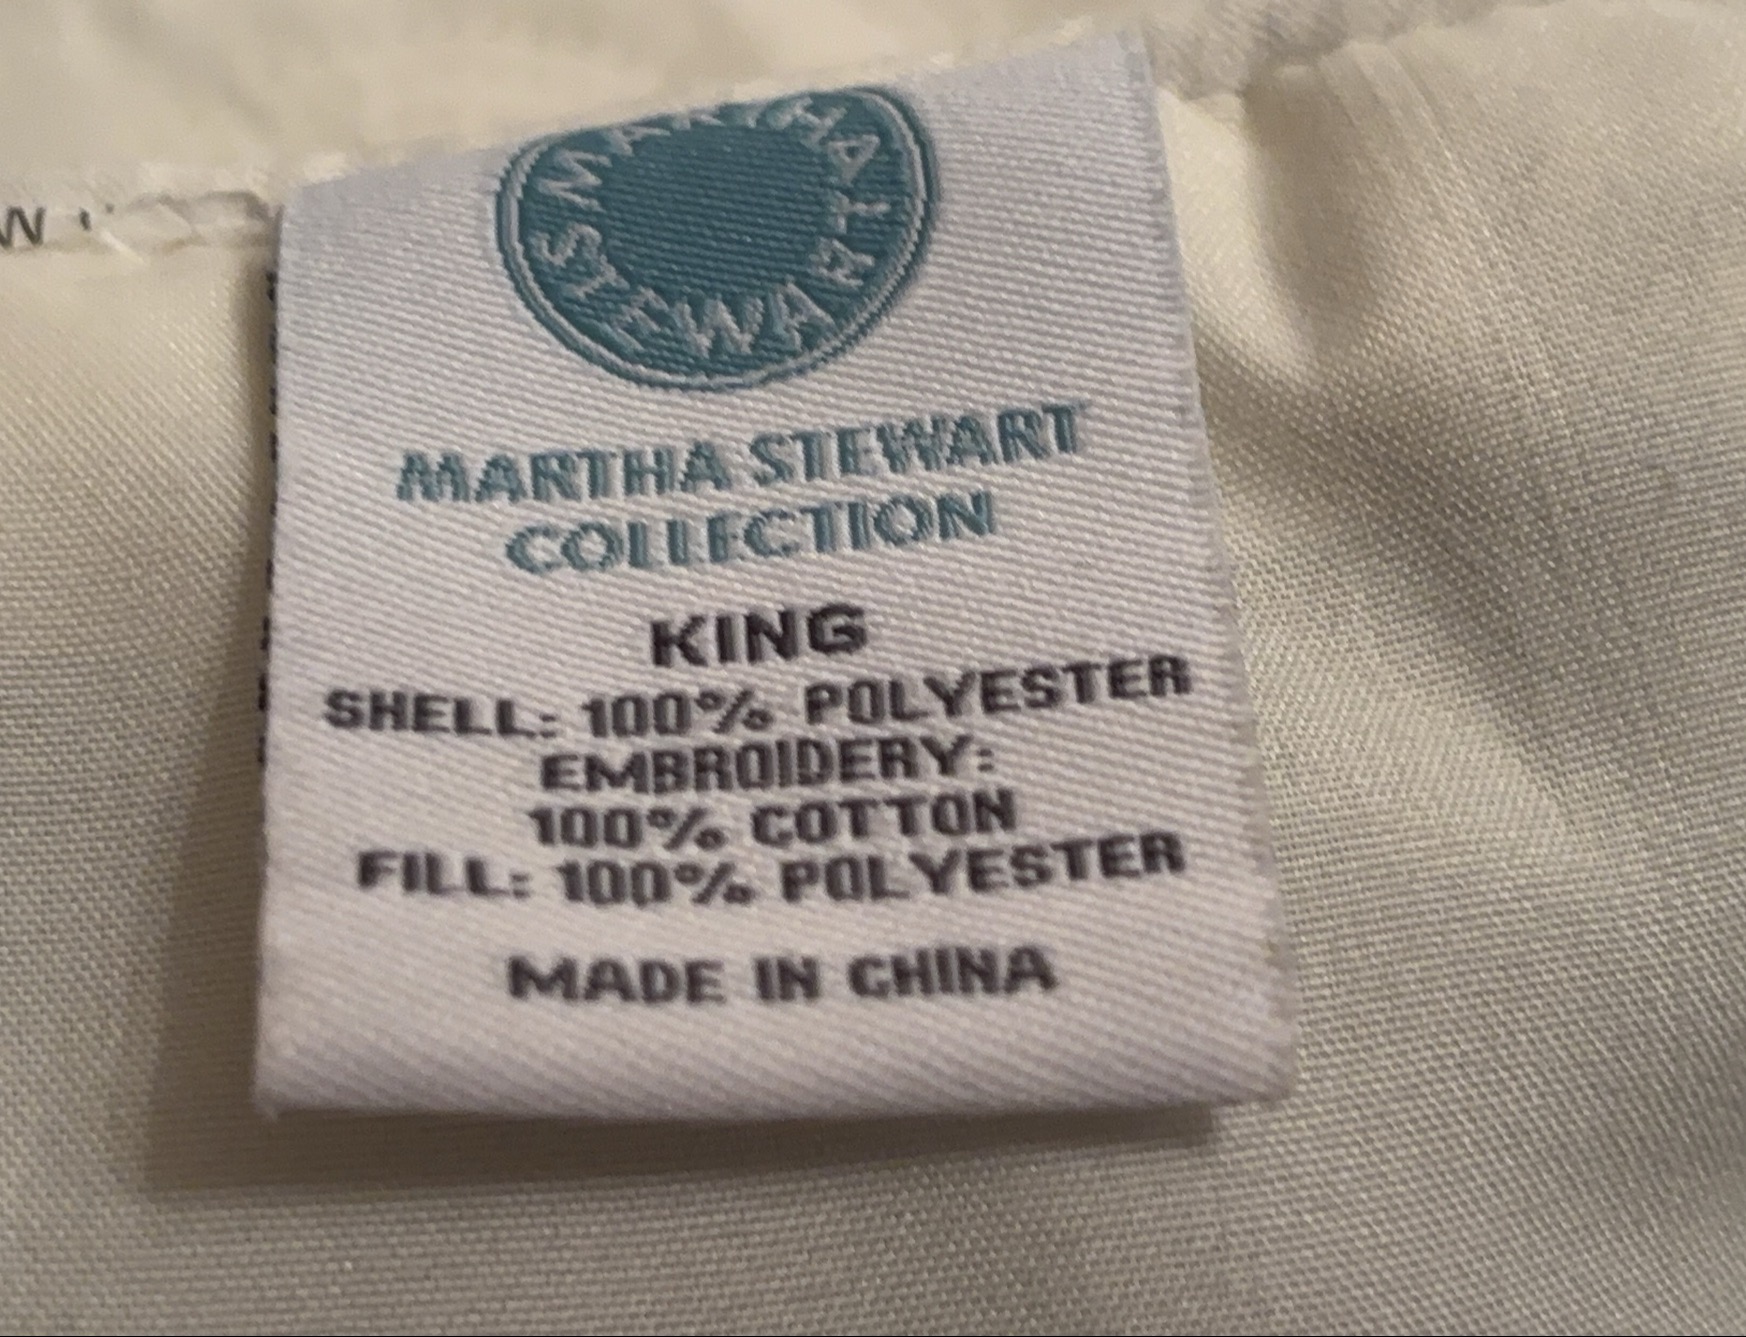 MARTHA
STEWART
MARTHA STEWART
COLLECTION
KING
SHELL: 100% POLYESTER
EMBROIDERY:
100% COTTON
FILL: 100% POLYESTER
MADE IN CHINA